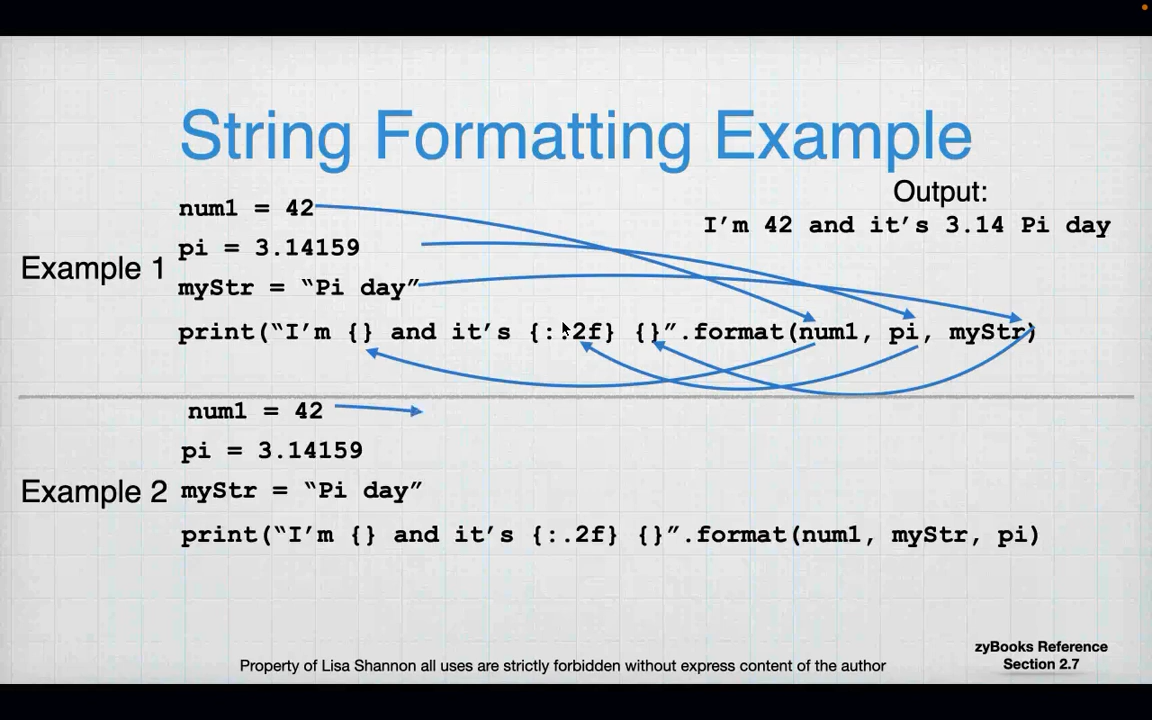 String Formatting Example
Output:
I’m 42 and it’s 3.14 Pi day
Example 1
num1 = 42
pi = 3.14159
myStr = “Pi day”
print(“I’m {} and it’s {:.2f} {}”.format(num1, pi, myStr)
Example 2
num1 = 42
pi = 3.14159
myStr = “Pi day”
print(“I’m {} and it’s {:.2f} {}”.format(num1, myStr, pi)
zyBooks Reference
Section 2.7
Property of Lisa Shannon all uses are strictly forbidden without express content of the author